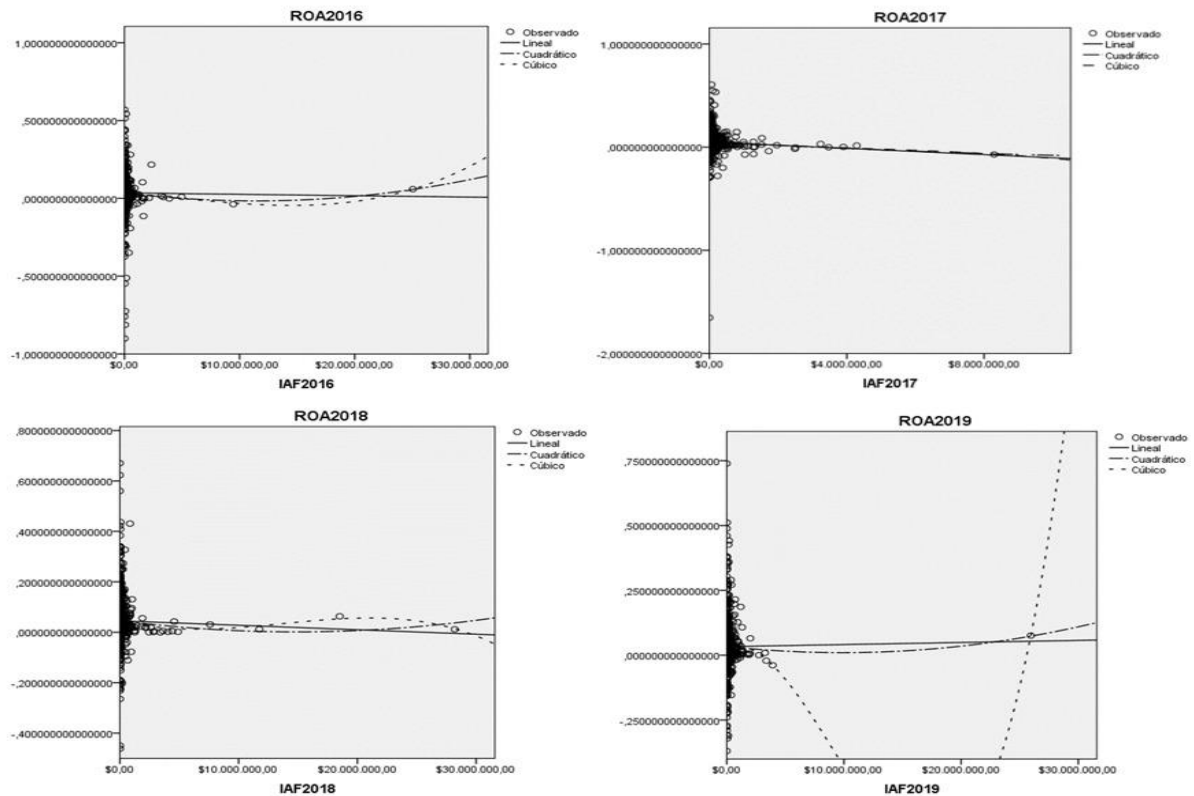 ROA2016
1,000000000000000
,500000000000000
,000000000000000
-,500000000000000
-1,000000000000000
$0,00 $10.000.000,00 $20.000.000,00 $30.000.000,00
IAF2016
Observado
Lineal
Cuadrático
Cúbico
ROA2017
1,000000000000000
,000000000000000
-1,000000000000000
-2,000000000000000
$0,00 $4.000.000,00 $8.000.000,00
IAF2017
Observado
Lineal
Cuadrático
Cúbico
ROA2018
,800000000000000
,600000000000000
,400000000000000
,200000000000000
,000000000000000
-,200000000000000
-,400000000000000
$0,00 $10.000.000,00 $20.000.000,00 $30.000.000,00
IAF2018
Observado
Lineal
Cuadrático
Cúbico
ROA2019
,750000000000000
,500000000000000
,250000000000000
,000000000000000
-,250000000000000
$0,00 $10.000.000,00 $20.000.000,00 $30.000.000,00
IAF2019
Observado
Lineal
Cuadrático
Cúbico